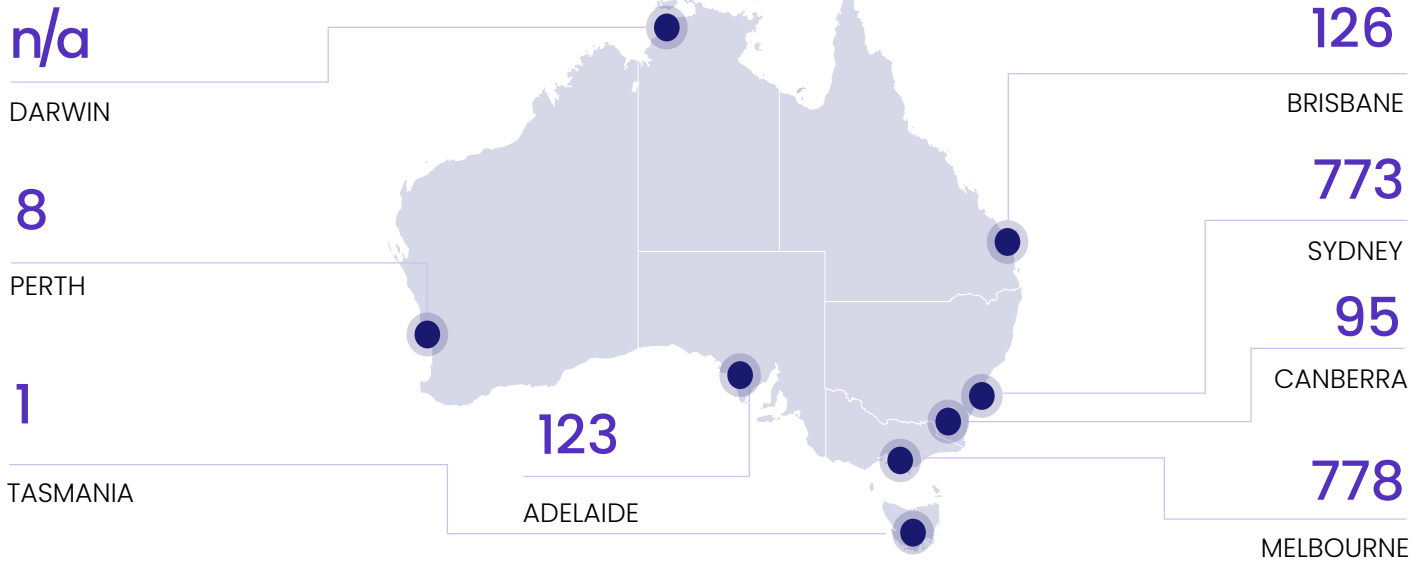 n/a
DARWIN
8
PERTH
1
TASMANIA
123
ADELAIDE
126
BRISBANE
773
SYDNEY
95
CANBERRA
778
MELBOURNE